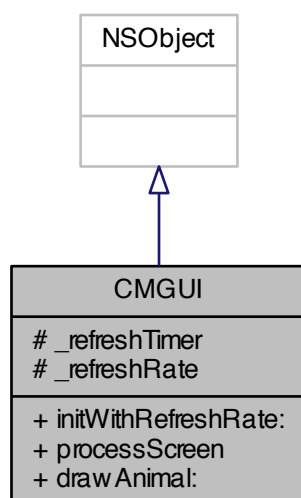 NSObject
CMGUI
# _refreshTimer
# _refreshRate
+ initWithRefreshRate:
+ processScreen
+ drawAnimal: